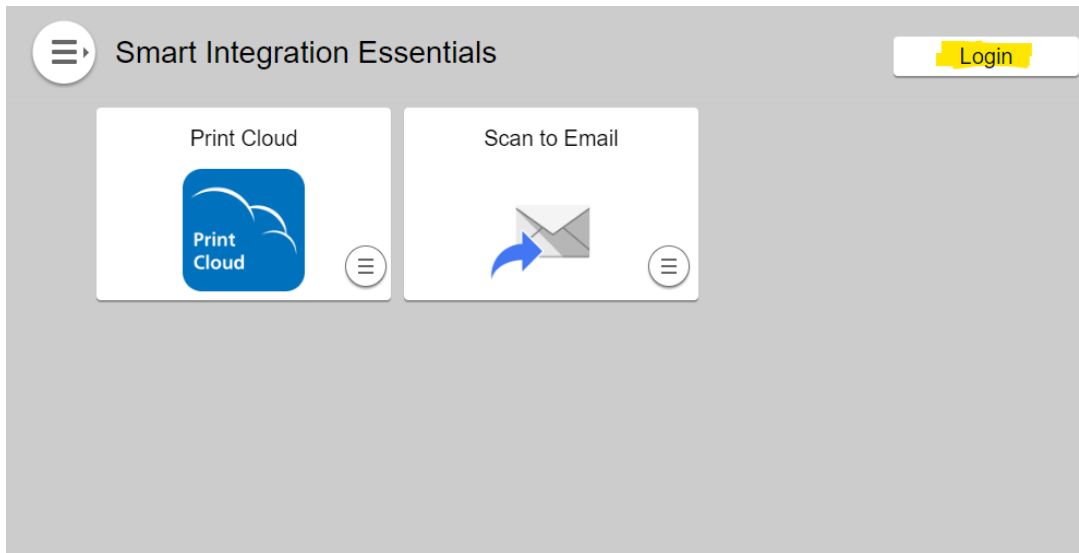 Smart Integration Essentials
Login
Print Cloud
Scan to Email
Print
Cloud